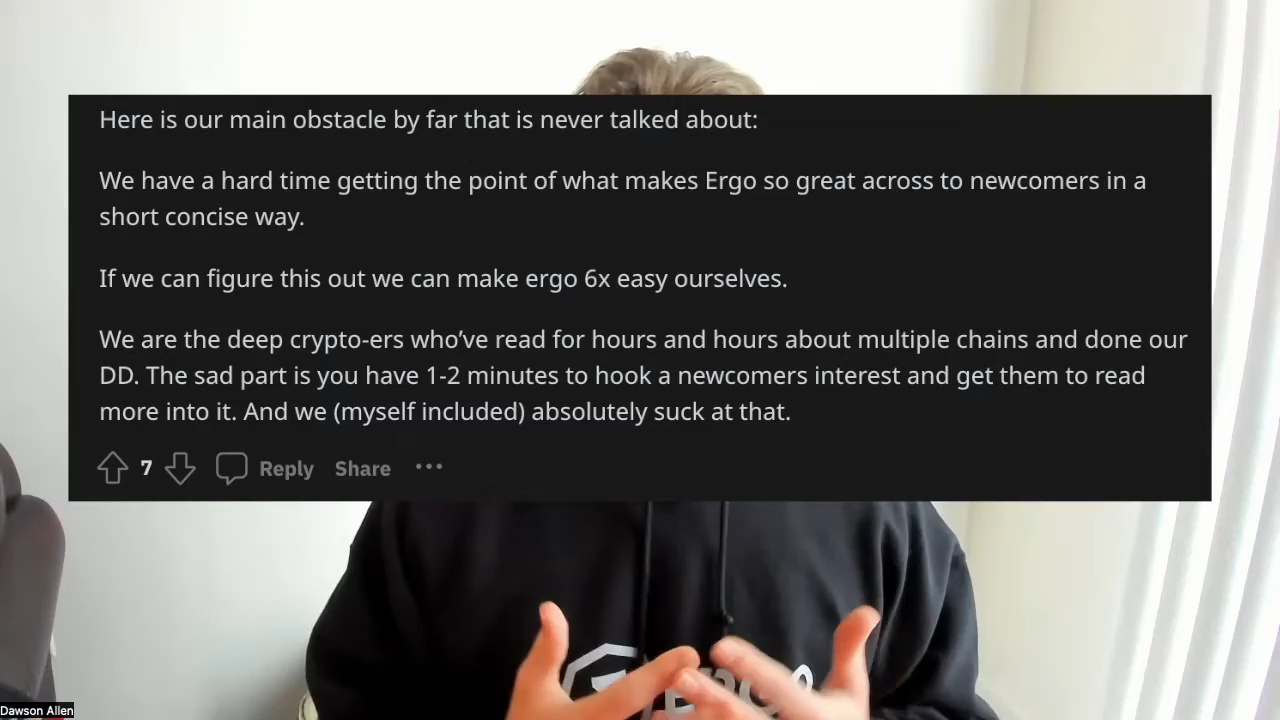 Here is our main obstacle by far that is never talked about:
We have a hard time getting the point of what makes Ergo so great across to newcomers in a
short concise way.
If we can figure this out we can make ergo 6x easy ourselves.
We are the deep crypto-ers who’ve read for hours and hours about multiple chains and done our
DD. The sad part is you have 1-2 minutes to hook a newcomers interest and get them to read
more into it. And we (myself included) absolutely suck at that.
7 Reply Share •••
Dawson Allen